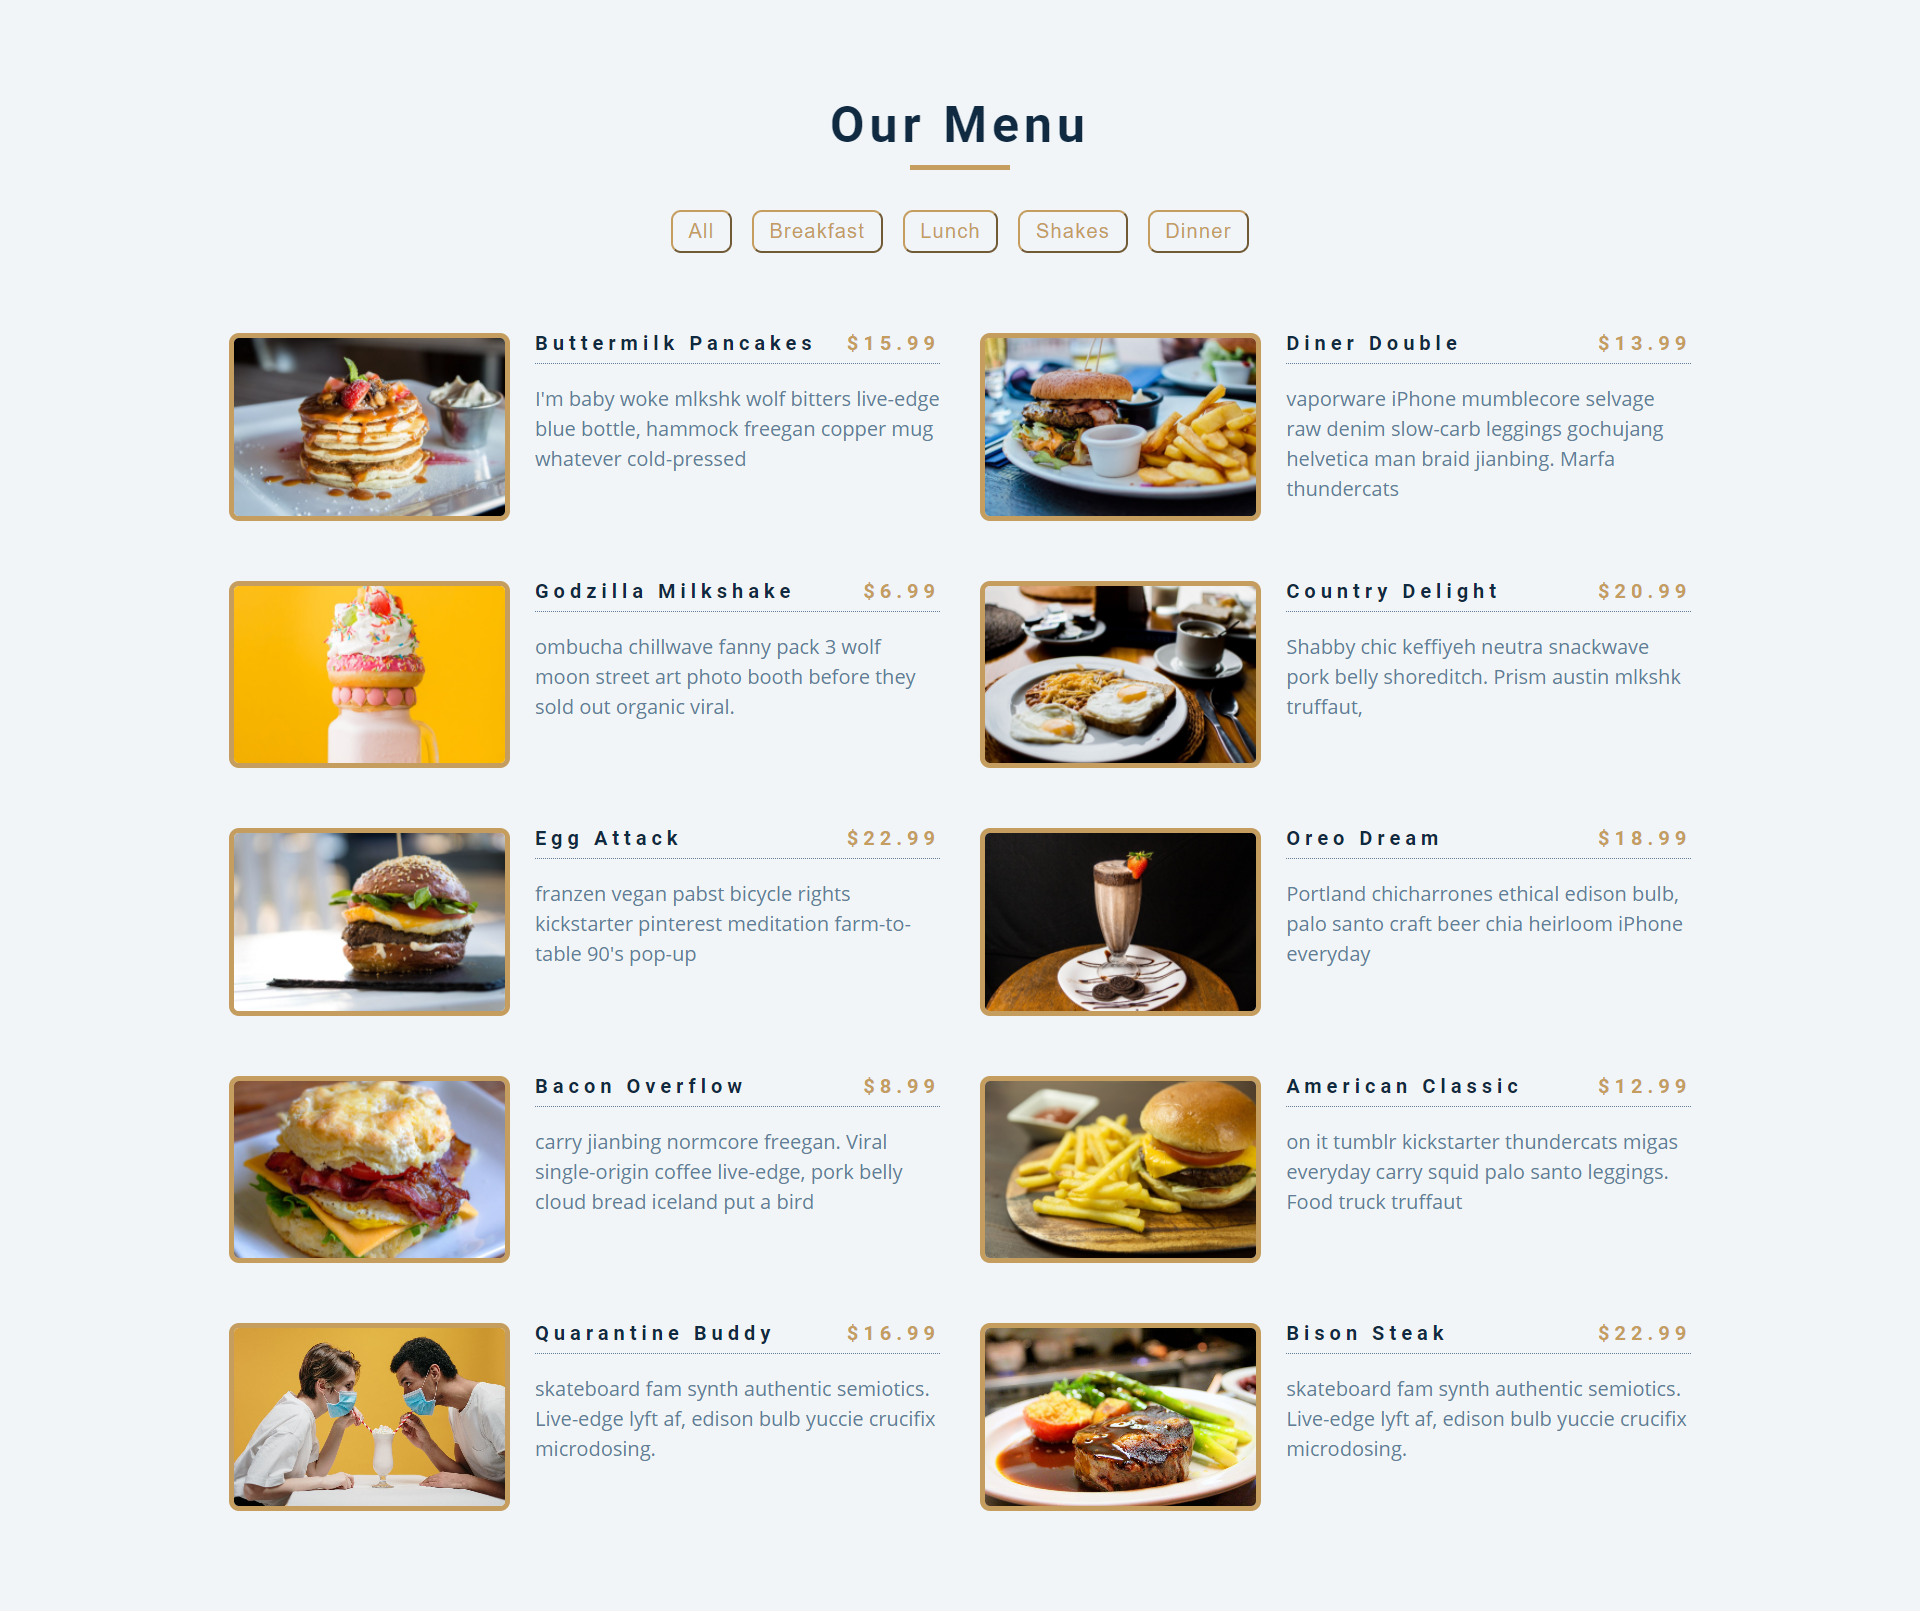 Our Menu
All
Breakfast
Lunch
Shakes
Dinner
Buttermilk Pancakes $15.99
I'm baby woke mlkshk wolf bitters live-edge
blue bottle, hammock freegan copper mug
whatever cold-pressed
Diner Double $13.99
vaporware iPhone mumblecore selvage
raw denim slow-carb leggings gochujang
helvetica man braid jianbing. Marfa
thundercats
Godzilla Milkshake $6.99
ombucha chillwave fanny pack 3 wolf
moon street art photo booth before they
sold out organic viral.
Country Delight $20.99
Shabby chic keffiyeh neutra snackwave
pork belly shoreditch. Prism austin mlkshk
truffaut,
Egg Attack $22.99
franzen vegan pabst bicycle rights
kickstarter pinterest meditation farm-to-
table 90's pop-up
Oreo Dream $18.99
Portland chicharrones ethical edison bulb,
palo santo craft beer chia heirloom iPhone
everyday
Bacon Overflow $8.99
carry jianbing normcore freegan. Viral
single-origin coffee live-edge, pork belly
cloud bread iceland put a bird
American Classic $12.99
on it tumblr kickstarter thundercats migas
everyday carry squid palo santo leggings.
Food truck truffaut
Quarantine Buddy $16.99
skateboard fam synth authentic semiotics.
Live-edge lyft af, edison bulb yuccie crucifix
microdosing.
Bison Steak $22.99
skateboard fam synth authentic semiotics.
Live-edge lyft af, edison bulb yuccie crucifix
microdosing.